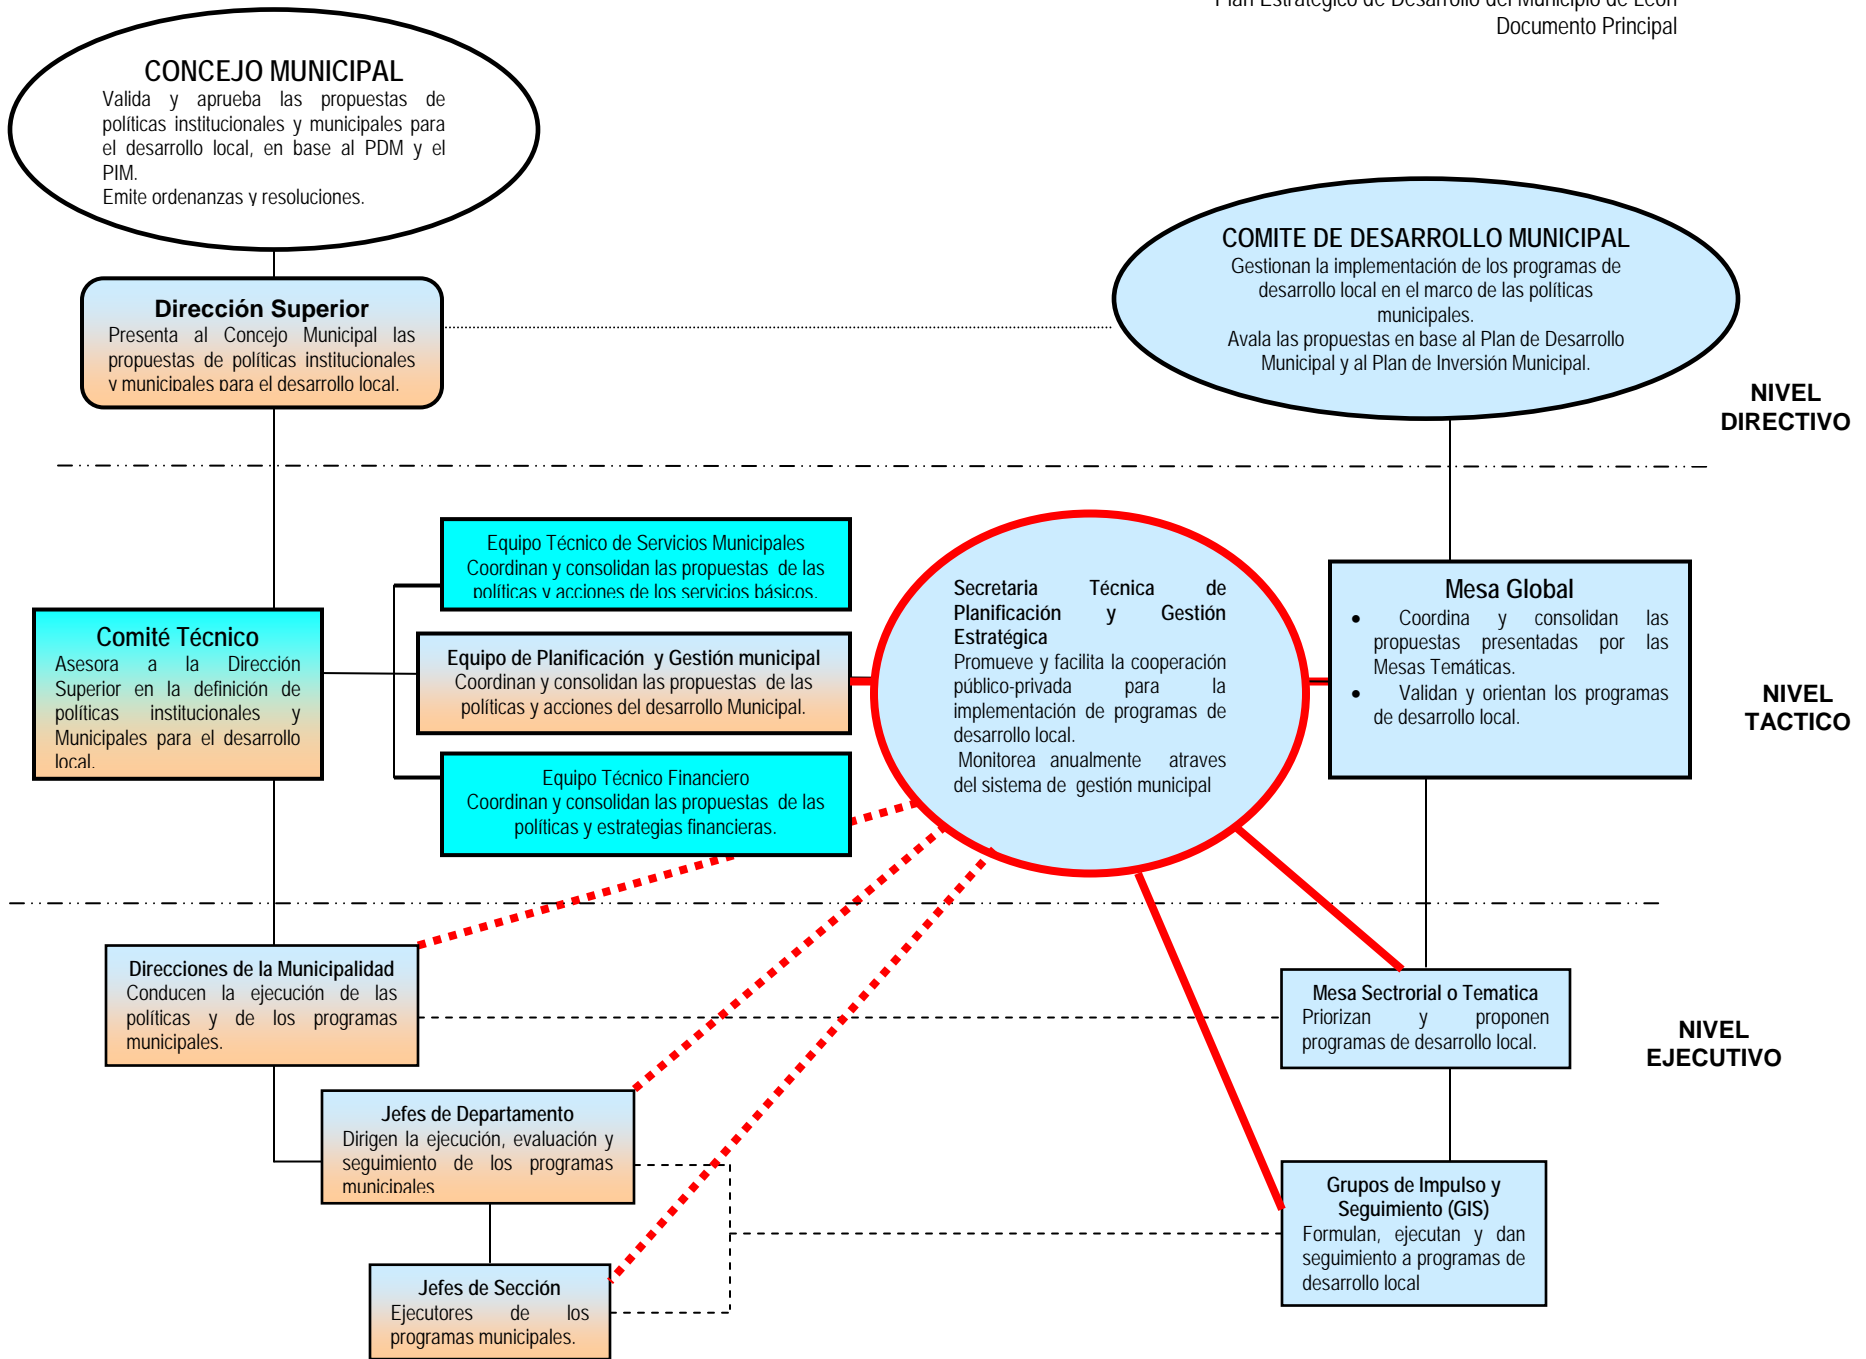 Plan Estratégico de Desarrollo del Municipio de León
Documento Principal
CONCEJO MUNICIPAL
Valida y aprueba las propuestas de
políticas institucionales y municipales para
el desarrollo local, en base al PDM y el
PIM.
Emite ordenanzas y resoluciones.
COMITE DE DESARROLLO MUNICIPAL
Gestionan la implementación de los programas de
desarrollo local en el marco de las políticas
municipales.
Avala las propuestas en base al Plan de Desarrollo
Municipal y al Plan de Inversión Municipal.
Dirección Superior
Presenta al Concejo Municipal las
propuestas de políticas institucionales
y municipales para el desarrollo local.
NIVEL
DIRECTIVO
Equipo Técnico de Servicios Municipales
Coordinan y consolidan las propuestas de las
políticas y acciones de los servicios básicos.
Comité Técnico
Asesora a la Dirección
Superior en la definición de
políticas institucionales y
Municipales para el desarrollo
local.
Equipo de Planificación y Gestión municipal
Coordinan y consolidan las propuestas de las
políticas y acciones del desarrollo Municipal.
Equipo Técnico Financiero
Coordinan y consolidan las propuestas de las
políticas y estrategias financieras.
Secretaria Técnica de
Planificación y Gestión
Estratégica
Promueve y facilita la cooperación
público-privada para la
implementación de programas de
desarrollo local.
Monitorea anualmente atraves
del sistema de gestión municipal
Mesa Global
• Coordina y consolidan las
propuestas presentadas por las
Mesas Temáticas.
• Validan y orientan los programas
de desarrollo local.
NIVEL
TACTICO
Direcciones de la Municipalidad
Conducen la ejecución de las
políticas y de los programas
municipales.
Mesa Sectrorial o Tematica
Priorizan y proponen
programas de desarrollo local.
NIVEL
EJECUTIVO
Jefes de Departamento
Dirigen la ejecución, evaluación y
seguimiento de los programas
municipales
Grupos de Impulso y
Seguimiento (GIS)
Formulan, ejecutan y dan
seguimiento a programas de
desarrollo local
Jefes de Sección
Ejecutores de los
programas municipales.